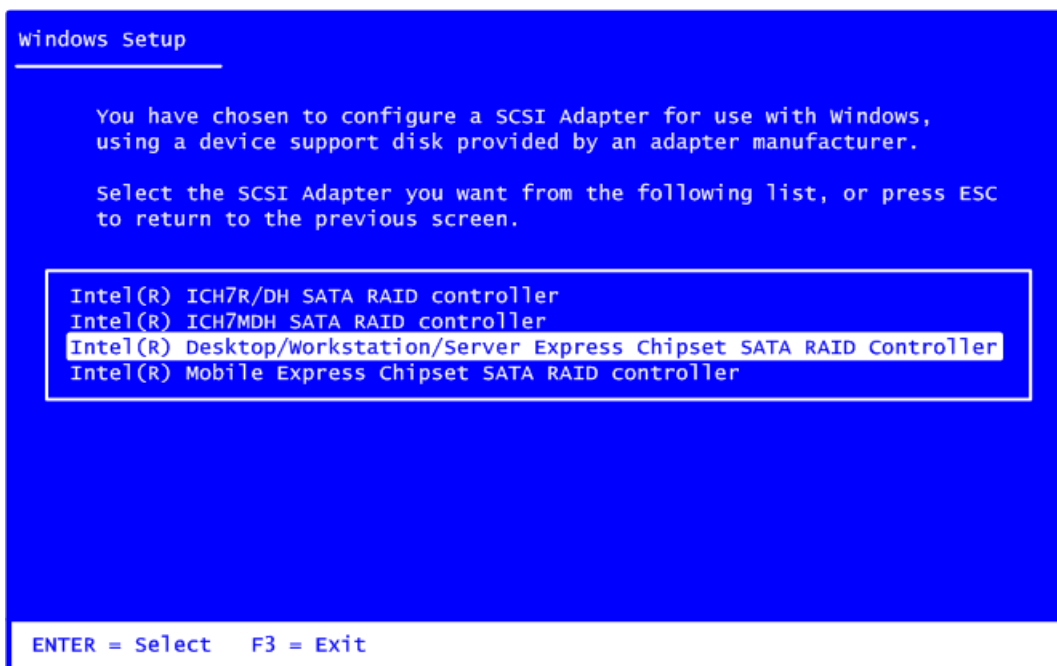 Windows Setup
You have chosen to configure a SCSI Adapter for use with Windows,
using a device support disk provided by an adapter manufacturer.
Select the SCSI Adapter you want from the following list, or press ESC
to return to the previous screen.
Intel(R) ICH7R/DH SATA RAID controller
Intel(R) ICH7MDH SATA RAID controller
Intel(R) Desktop/Workstation/Server Express Chipset SATA RAID Controller
Intel(R) Mobile Express Chipset SATA RAID controller
ENTER = Select   F3 = Exit